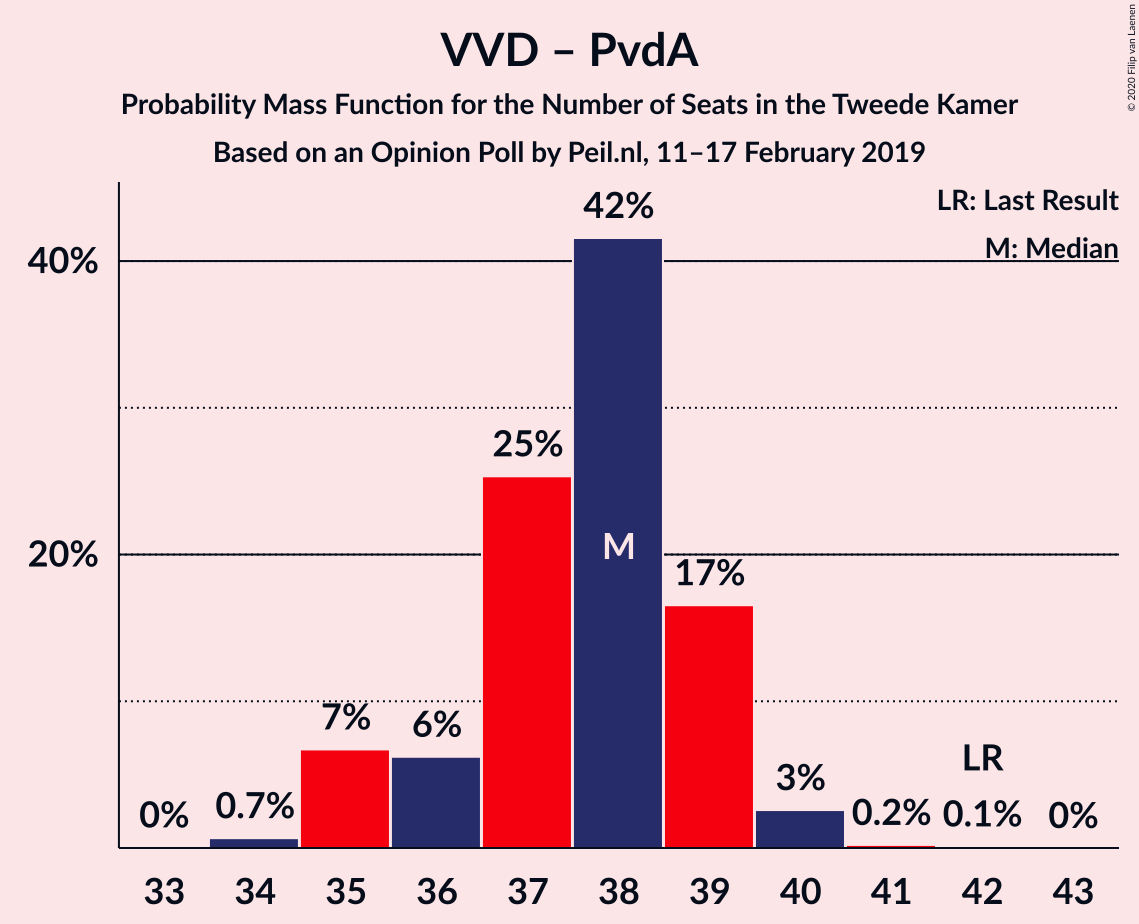 VVD – PvdA
Probability Mass Function for the Number of Seats in the Tweede Kamer
Based on an Opinion Poll by Peil.nl, 11–17 February 2019
© 2020 Filip van Laenen
LR: Last Result
M: Median
40%
20%
0%
0.7%
7%
6%
25%
42%
M
17%
3%
0.2%
LR
0.1%
0%
33 34 35 36 37 38 39 40 41 42 43